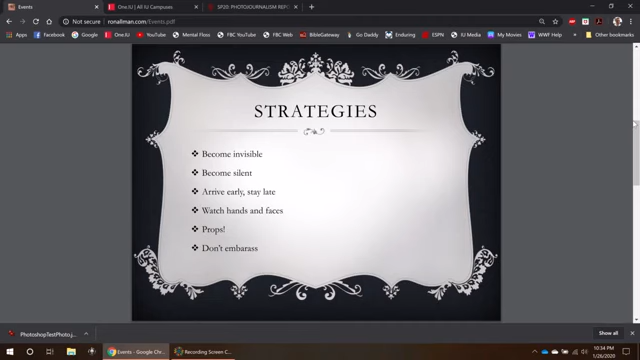 Events
One.IU | All IU Campuses
SP20: PHOTOJOURNALISM REPO
Not secure | ronallman.com/Events.pdf
Apps
Facebook
Google
One.IU
YouTube
Mental Floss
FBC YouTube
FBC Web
BibleGateway
Go Daddy
Enduring
ESPN
IU Media
My Movies
WWF Help
Other bookmarks
STRATEGIES
Become invisible
Become silent
Arrive early, stay late
Watch hands and faces
Props!
Don't embarass
PhotoshopTestPhoto.j...
Show all
Events - Google Chr...
Recording Screen C...
10:34 PM
5/26/2020